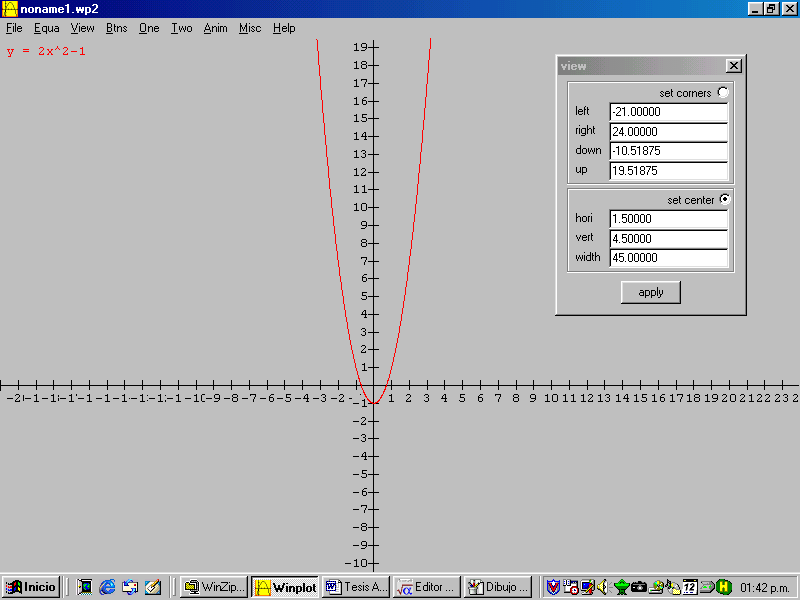 noname1.wp2
File Equa View Btns One Two Anim Misc Help
y = 2x^2-1
19
18
17
16
15
14
13
12
11
10
9
8
7
6
5
4
3
2
1
-1
-2
-3
-4
-5
-6
-7
-8
-9
-10
-10 -9 -8 -7 -6 -5 -4 -3 -2 1 2 3 4 5 6 7 8 9 10 11 12 13 14 15 16 17 18 19 20 21 22 23
view
set corners
left -21.00000
right 24.00000
down -10.51875
up 19.51875
set center
hori 1.50000
vert 4.50000
width 45.00000
apply
Inicio WinZip... Winplot Tesis A... Editor ... Dibujo ... 12 H 01:42 p.m.